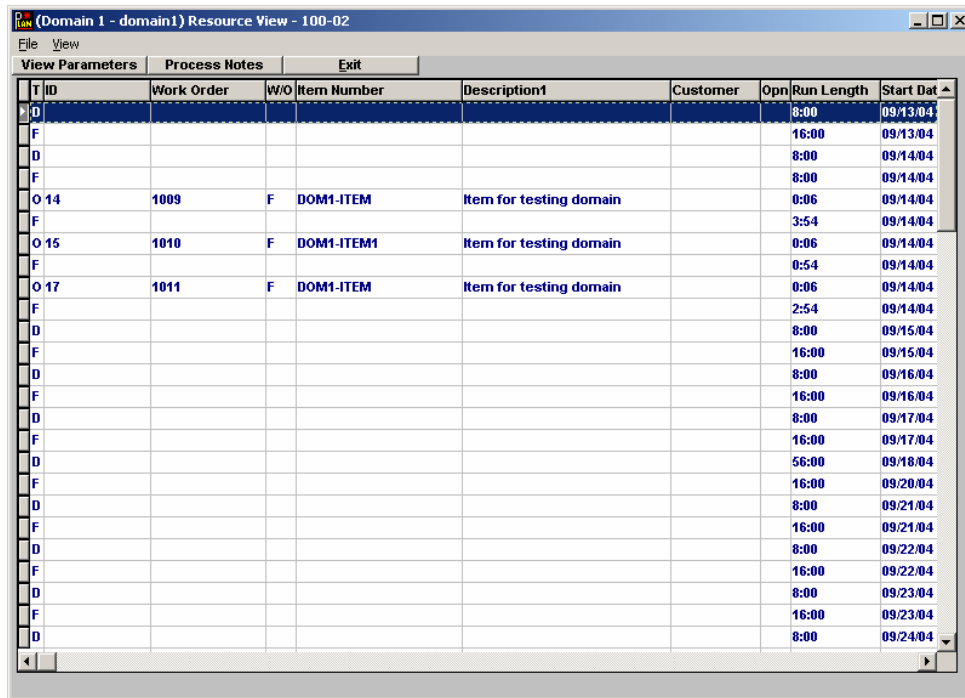 PLAN (Domain 1 - domain1) Resource View - 100-02
File View
View Parameters Process Notes Exit
T ID Work Order W/O Item Number Description1 Customer Opn Run Length Start Dat
D 8:00 09/13/04
F 16:00 09/13/04
D 8:00 09/14/04
F 8:00 09/14/04
O 14 1009 F DOM1-ITEM Item for testing domain 0:06 09/14/04
F 3:54 09/14/04
O 15 1010 F DOM1-ITEM1 Item for testing domain 0:06 09/14/04
F 0:54 09/14/04
O 17 1011 F DOM1-ITEM Item for testing domain 0:06 09/14/04
F 2:54 09/14/04
D 8:00 09/15/04
F 16:00 09/15/04
D 8:00 09/16/04
F 16:00 09/16/04
D 8:00 09/17/04
F 16:00 09/17/04
D 56:00 09/18/04
F 16:00 09/20/04
D 8:00 09/21/04
F 16:00 09/21/04
D 8:00 09/22/04
F 16:00 09/22/04
D 8:00 09/23/04
F 16:00 09/23/04
D 8:00 09/24/04